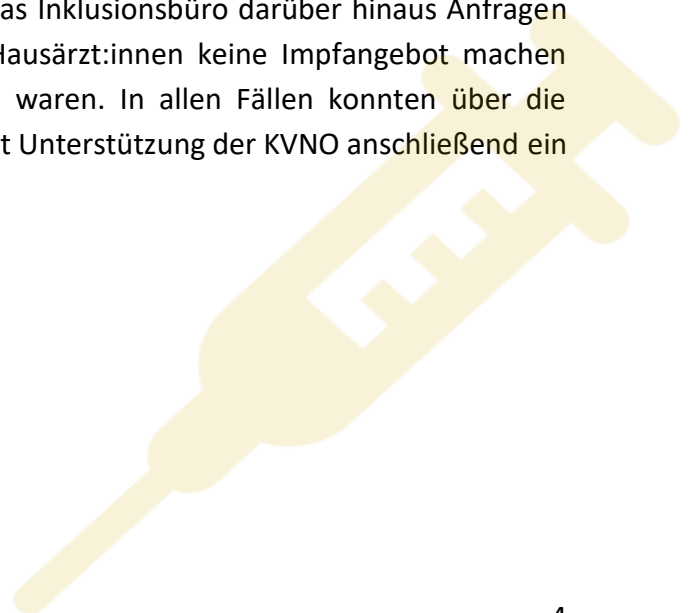 as Inklusionsbüro darüber hinaus Anfragen
Hausärzt:innen keine Impfangebot machen
waren. In allen Fällen konnten über die
t Unterstützung der KVNO anschließend ein